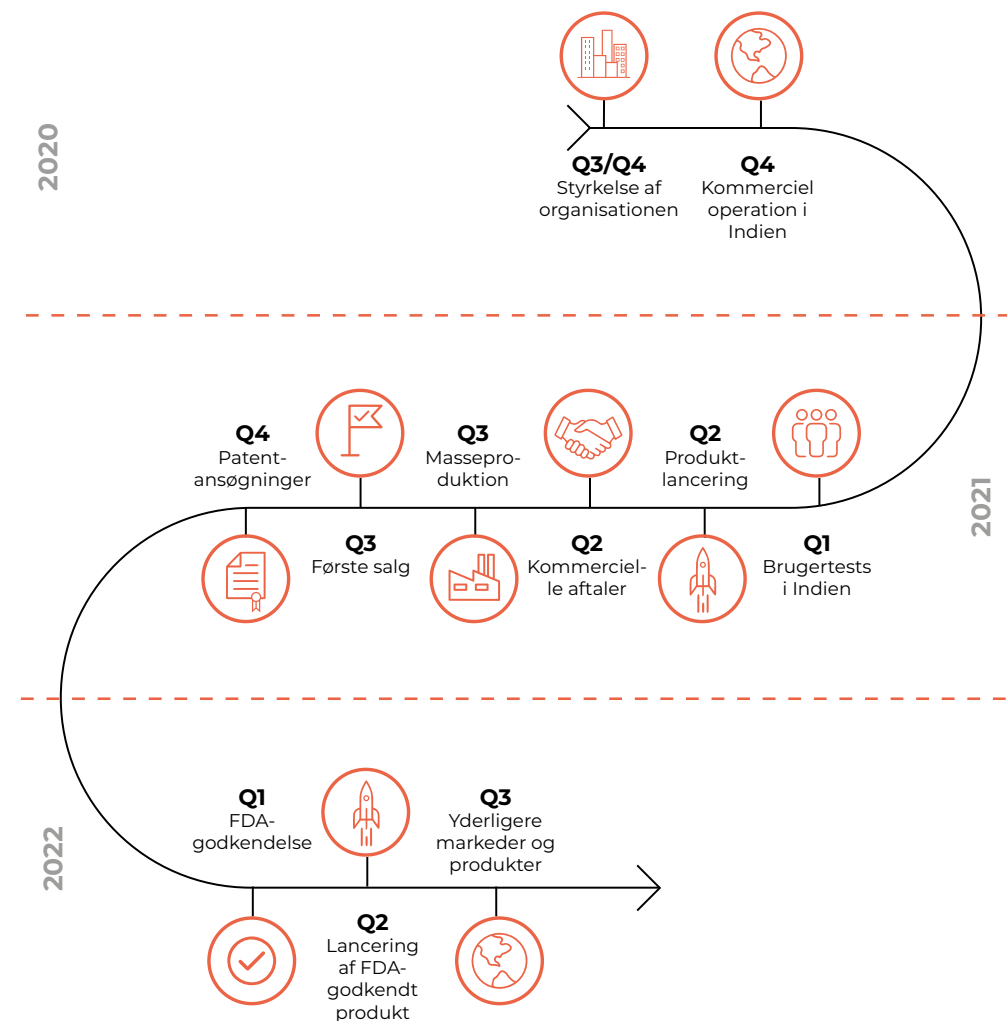 2020
Q3/Q4
Styrkelse af
organisationen
Q4
Kommerciel
operation i
Indien
2021
Q1
Brugertests
i Indien
Q2
Produkt-
lancering
Q2
Kommerciel-
le aftaler
Q3
Massepro-
duktion
Q3
Første salg
Q4
Patent-
ansøgninger
2022
Q1
FDA-
godkendelse
Q2
Lancering
af FDA-
godkendt
produkt
Q3
Yderligere
markeder og
produkter